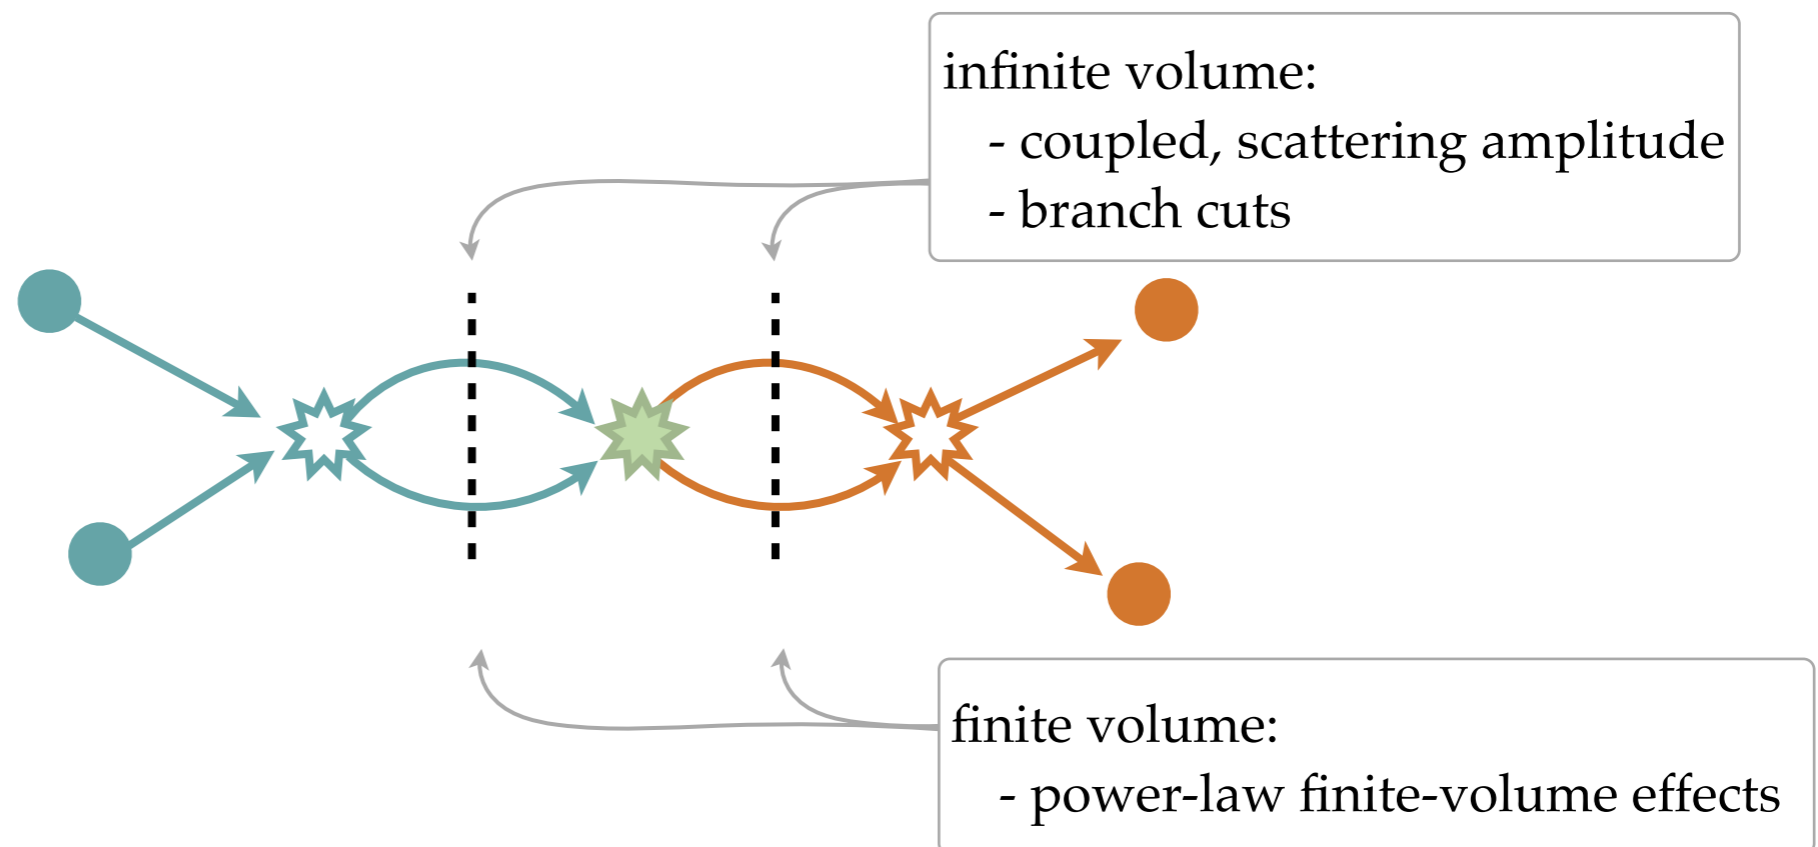 infinite volume:
- coupled, scattering amplitude
- branch cuts
finite volume:
- power-law finite-volume effects